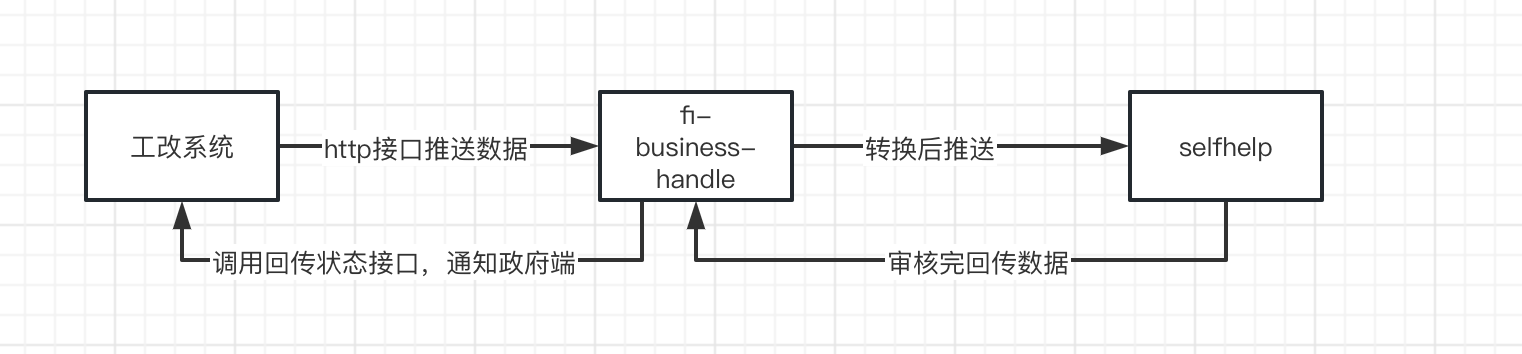 工改系统
http接口推送数据
fi-
business-
handle
转换后推送
selfhelp
调用回传状态接口，通知政府端
审核完回传数据